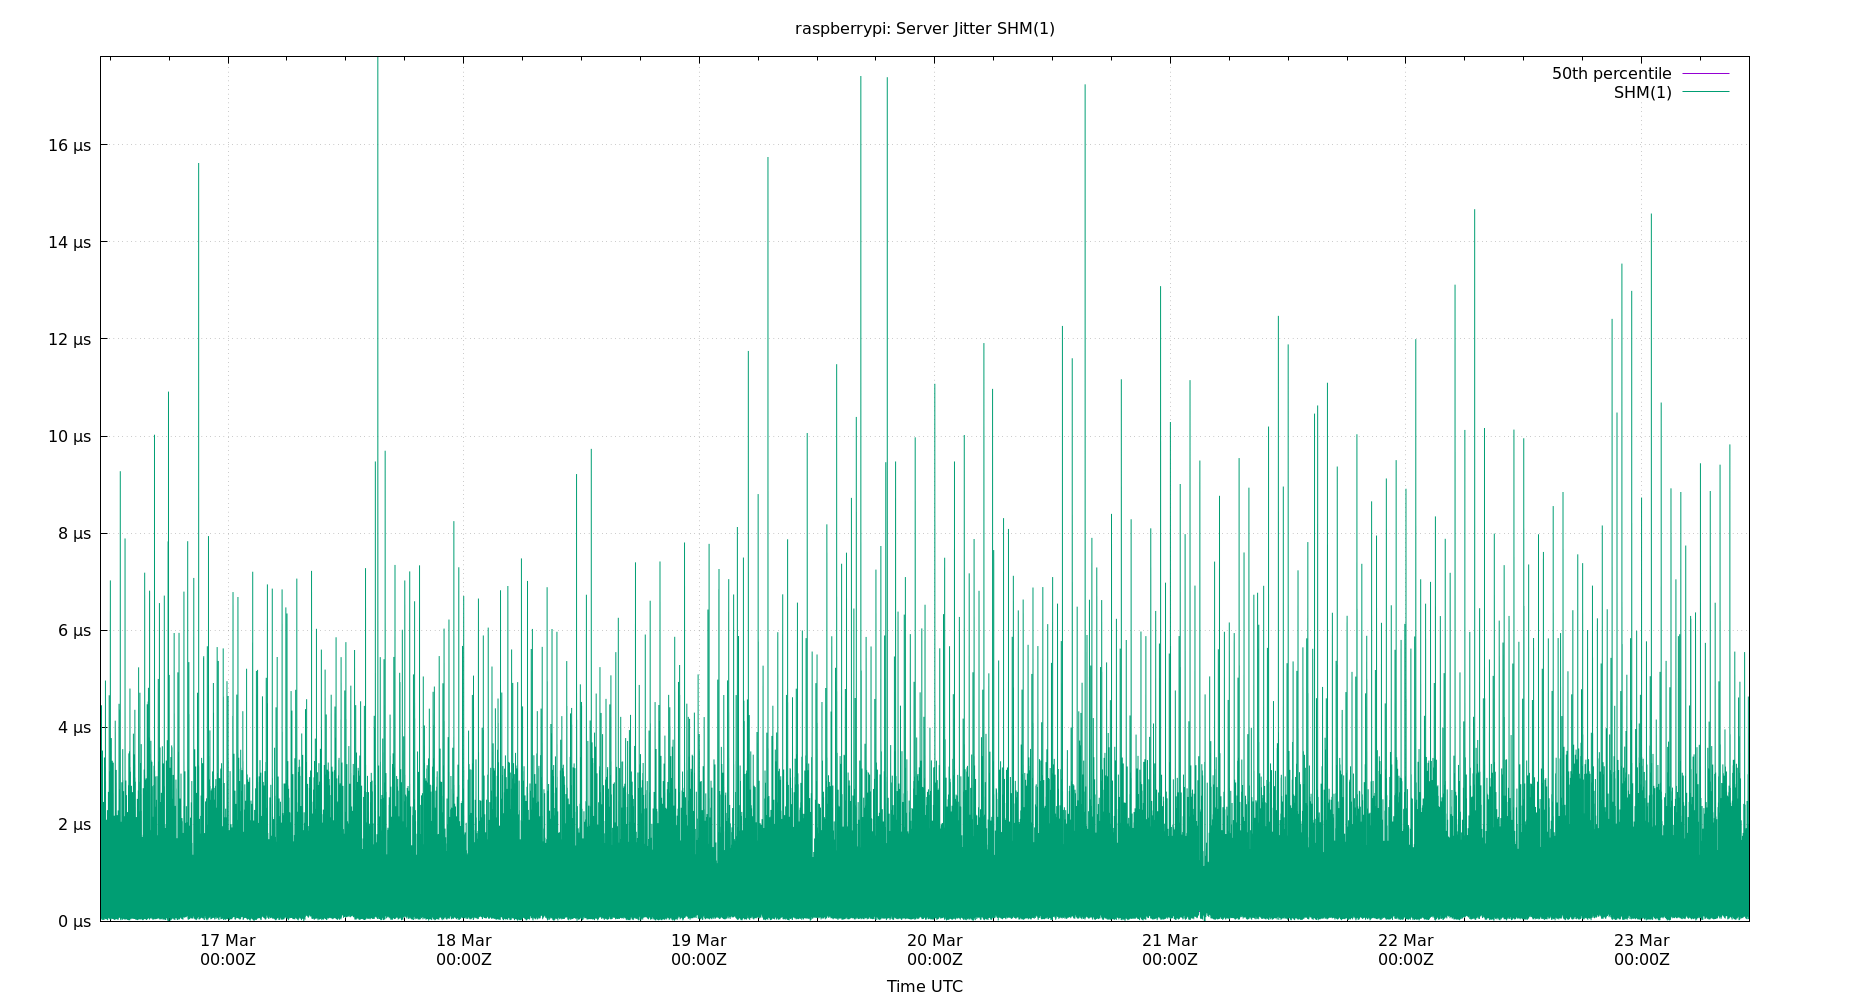 raspberrypi: Server Jitter SHM(1)
50th percentile
SHM(1)
16 µs
14 µs
12 µs
10 µs
8 µs
6 µs
4 µs
2 µs
0 µs
17 Mar 18 Mar 19 Mar 20 Mar 21 Mar 22 Mar 23 Mar
00:00Z 00:00Z 00:00Z 00:00Z 00:00Z 00:00Z 00:00Z
Time UTC